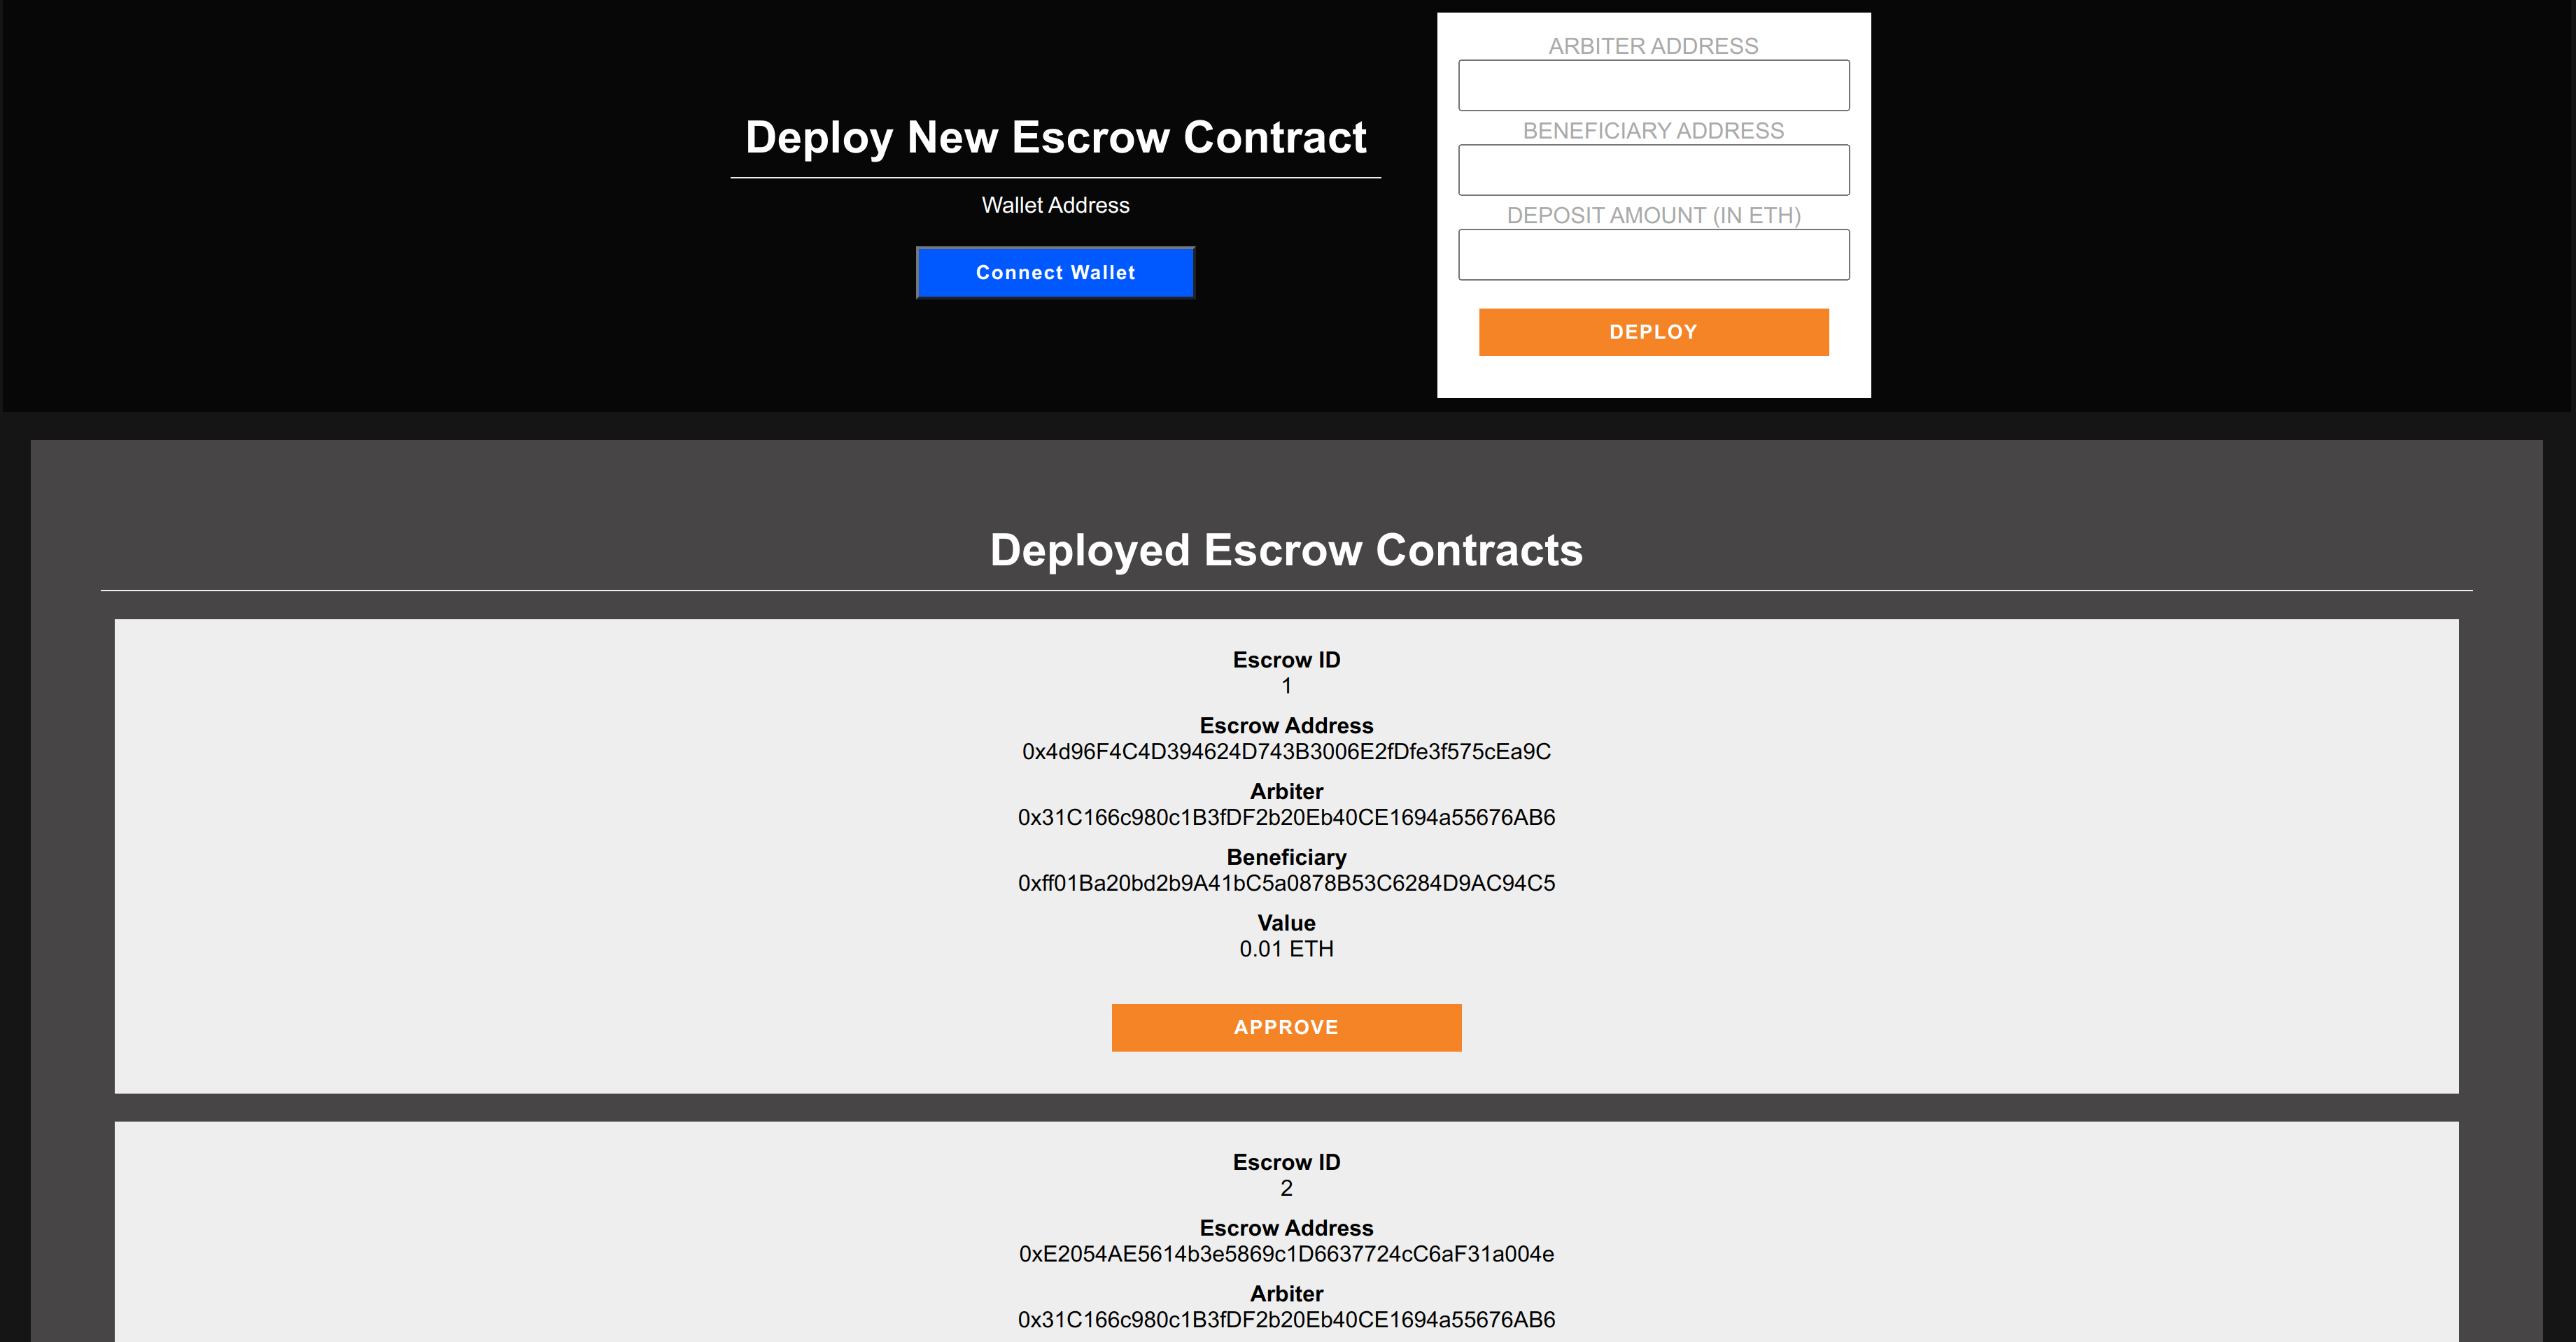 Deploy New Escrow Contract
Wallet Address
Connect Wallet
ARBITER ADDRESS
BENEFICIARY ADDRESS
DEPOSIT AMOUNT (IN ETH)
DEPLOY
Deployed Escrow Contracts
Escrow ID
1
Escrow Address
0x4d96F4C4D394624D743B3006E2fDfe3f575cEa9C
Arbiter
0x31C166c980c1B3fDF2b20Eb40CE1694a55676AB6
Beneficiary
0xff01Ba20bd2b9A41bC5a0878B53C6284D9AC94C5
Value
0.01 ETH
APPROVE
Escrow ID
2
Escrow Address
0xE2054AE5614b3e5869c1D6637724cC6aF31a004e
Arbiter
0x31C166c980c1B3fDF2b20Eb40CE1694a55676AB6